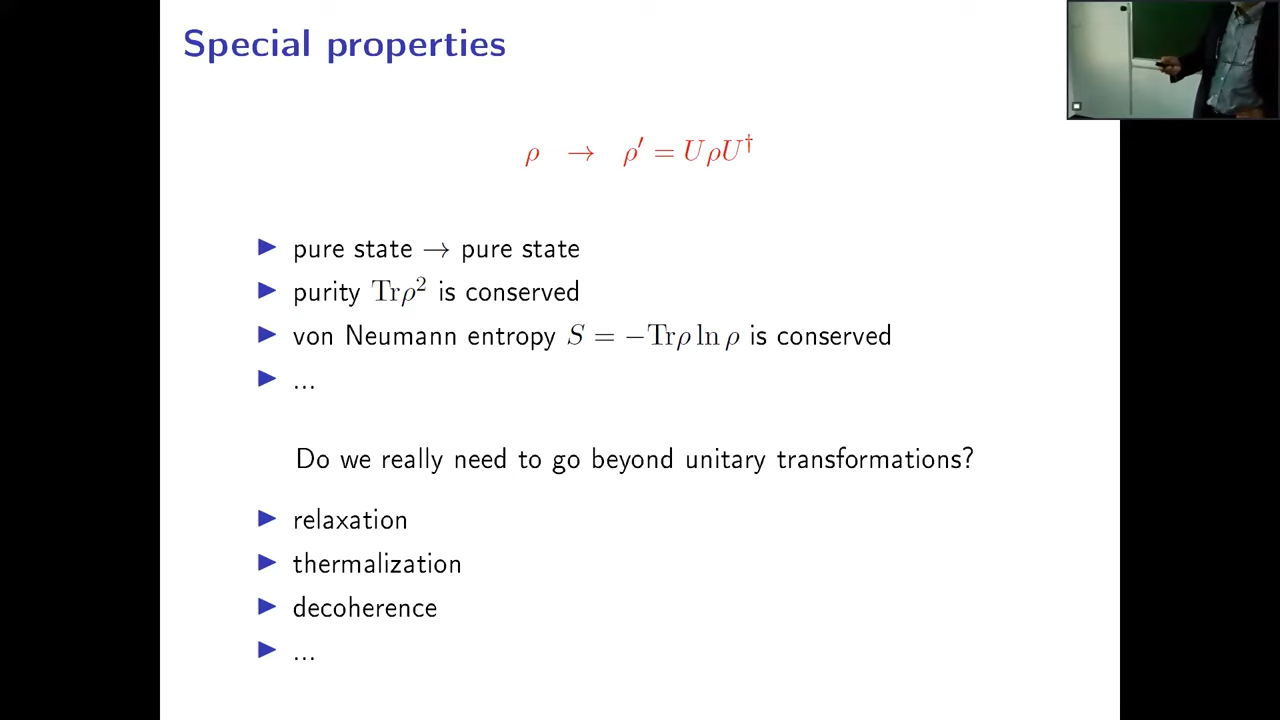 Special properties
ρ → ρ′ = UρU†
▶ pure state → pure state
▶ purity Trρ² is conserved
▶ von Neumann entropy S = −Trρ ln ρ is conserved
▶ ...
Do we really need to go beyond unitary transformations?
▶ relaxation
▶ thermalization
▶ decoherence
▶ ...